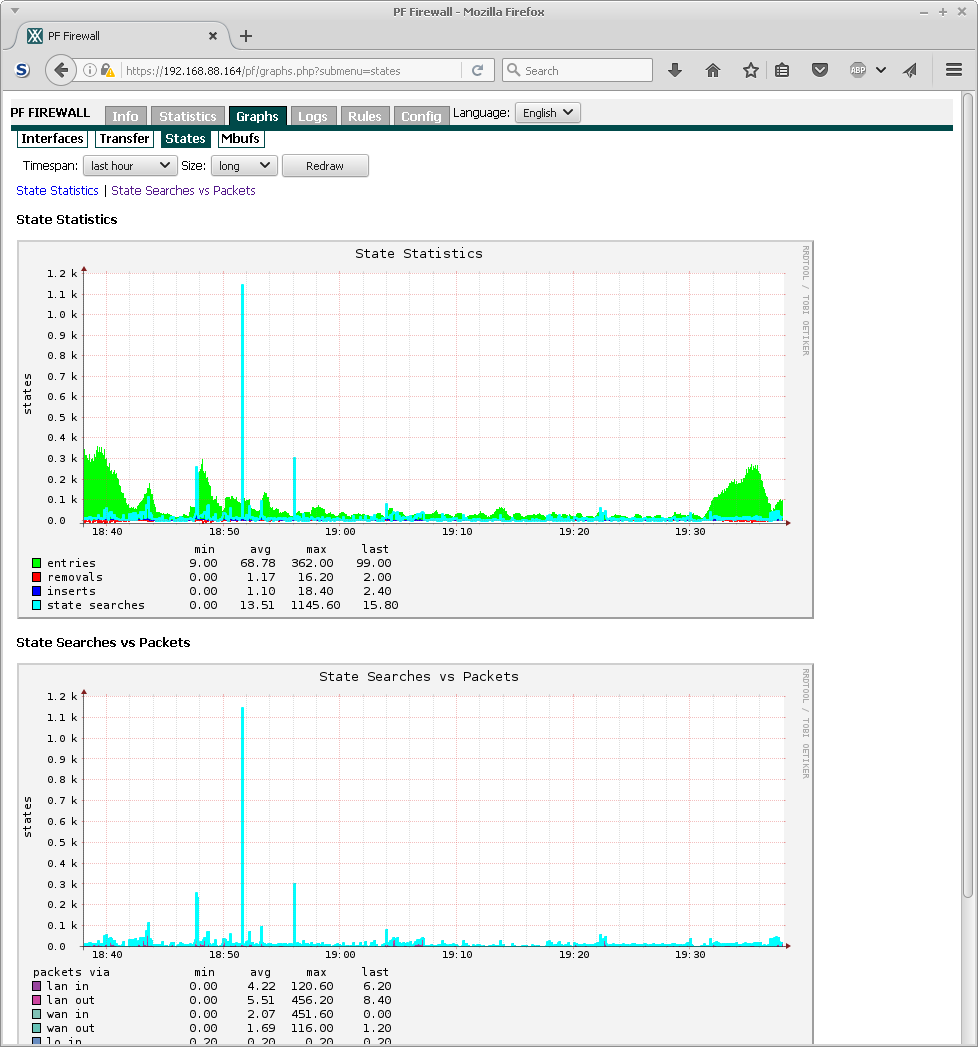 PF Firewall - Mozilla Firefox
PF Firewall
https://192.168.88.164/pf/graphs.php?submenu=states
Search
ABP
PF FIREWALL Info Statistics Graphs Logs Rules Config Language: English
Interfaces Transfer States Mbufs
Timespan: last hour Size: long Redraw
State Statistics | State Searches vs Packets
State Statistics
State Statistics
RRDTOOL / TOBI OETIKER
states
1.2 k
1.1 k
1.0 k
0.9 k
0.8 k
0.7 k
0.6 k
0.5 k
0.4 k
0.3 k
0.2 k
0.1 k
0.0
18:40 18:50 19:00 19:10 19:20 19:30
min avg max last
entries 9.00 68.78 362.00 99.00
removals 0.00 1.17 16.20 2.00
inserts 0.00 1.10 18.40 2.40
state searches 0.00 13.51 1145.60 15.80
State Searches vs Packets
State Searches vs Packets
RRDTOOL / TOBI OETIKER
states
1.2 k
1.1 k
1.0 k
0.9 k
0.8 k
0.7 k
0.6 k
0.5 k
0.4 k
0.3 k
0.2 k
0.1 k
0.0
18:40 18:50 19:00 19:10 19:20 19:30
packets via min avg max last
lan in 0.00 4.22 120.60 6.20
lan out 0.00 5.51 456.20 8.40
wan in 0.00 2.07 451.60 0.00
wan out 0.00 1.69 116.00 1.20
lo in 0.20 0.20 0.20 0.20